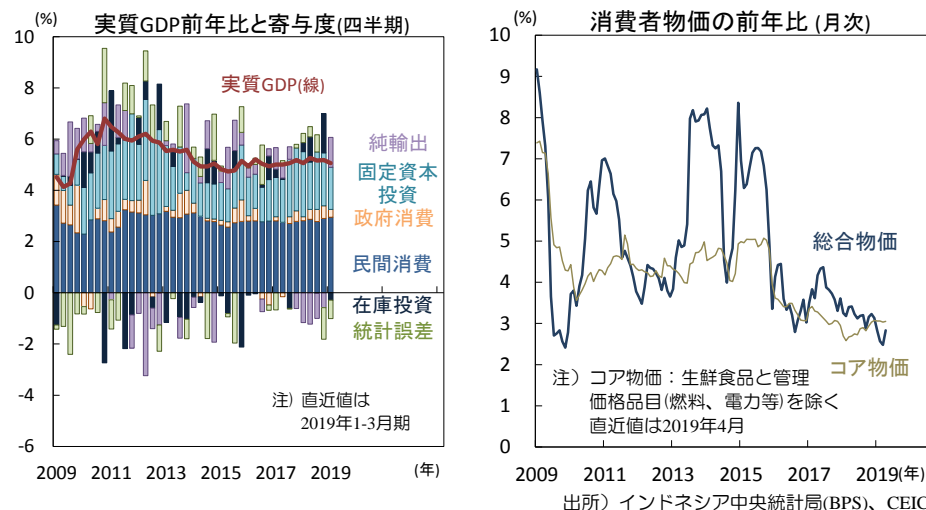 実質GDP前年比と寄与度(四半期)
(%)
10
8
6
4
2
0
-2
-4
-6
実質GDP(線)
純輸出
固定資本
投資
政府消費
民間消費
在庫投資
統計誤差
注) 直近値は
2019年1-3月期
2009
2011
2013
2015
2017
2019
(年)
消費者物価の前年比 (月次)
(%)
10
9
8
7
6
5
4
3
2
1
0
総合物価
コア物価
注）コア物価：生鮮食品と管理
価格品目(燃料、電力等)を除く
直近値は2019年4月
2009
2011
2013
2015
2017
2019(年)
出所）インドネシア中央統計局(BPS)、CEIC